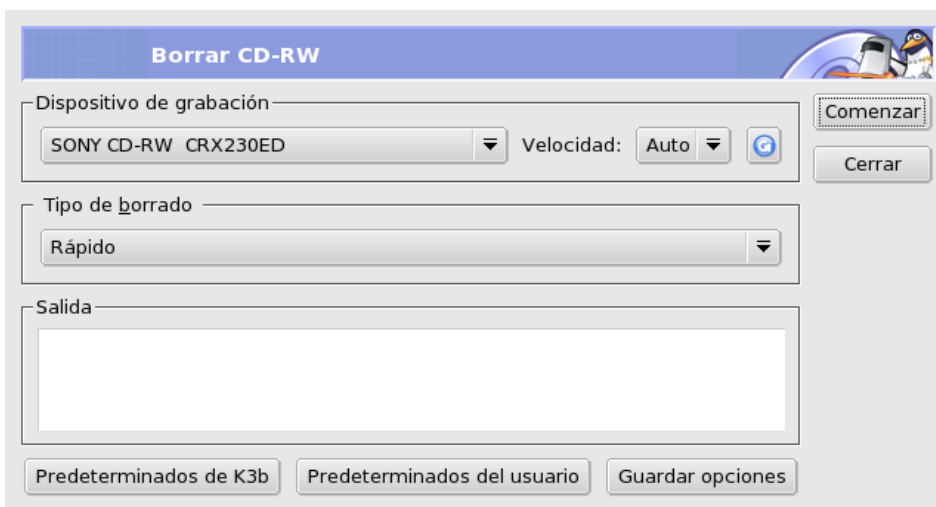 Borrar CD-RW
Dispositivo de grabación
SONY CD-RW CRX230ED
Velocidad: Auto
Comenzar
Cerrar
Tipo de borrado
Rápido
Salida
Predeterminados de K3b
Predeterminados del usuario
Guardar opciones